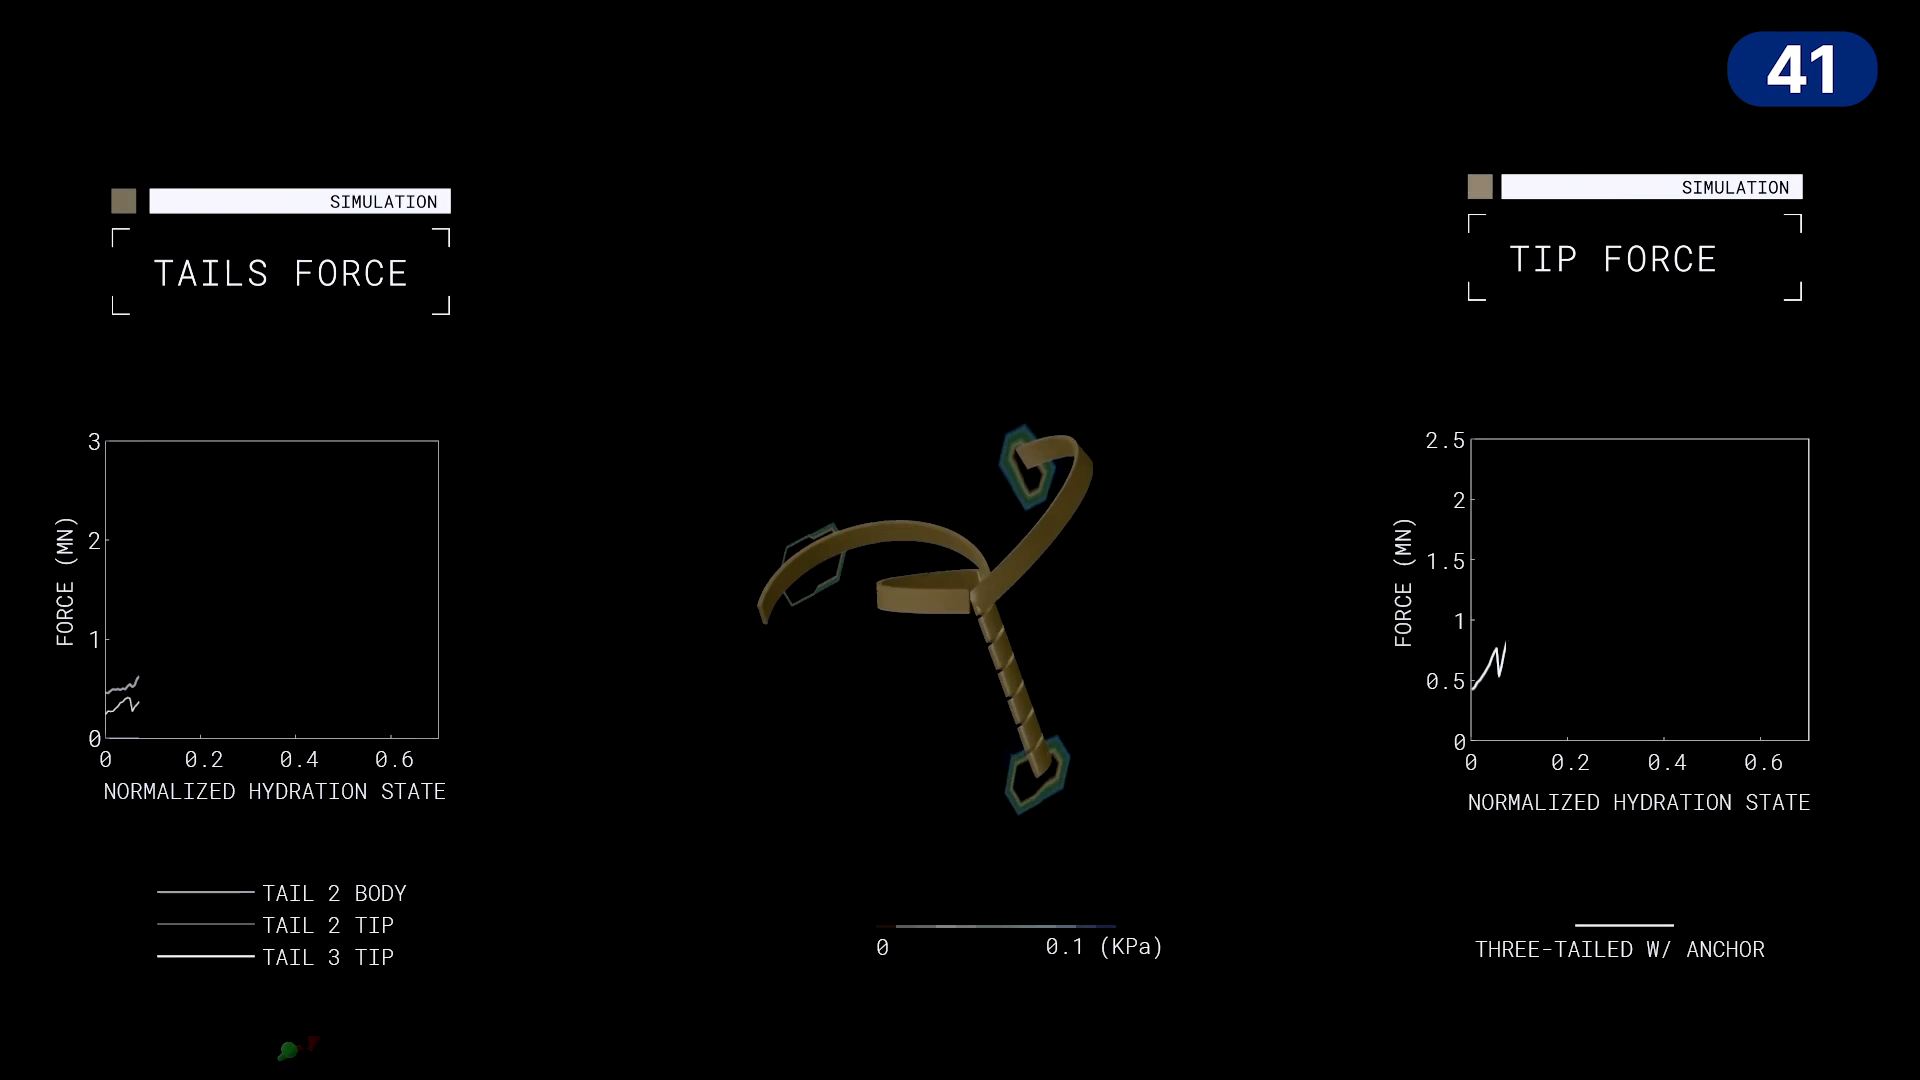 41
SIMULATION
TAILS FORCE
3
2
1
0
FORCE (MN)
0 0.2 0.4 0.6
NORMALIZED HYDRATION STATE
TAIL 2 BODY
TAIL 2 TIP
TAIL 3 TIP
0 0.1 (KPa)
SIMULATION
TIP FORCE
2.5
2
1.5
1
0.5
0
FORCE (MN)
0 0.2 0.4 0.6
NORMALIZED HYDRATION STATE
THREE-TAILED W/ ANCHOR